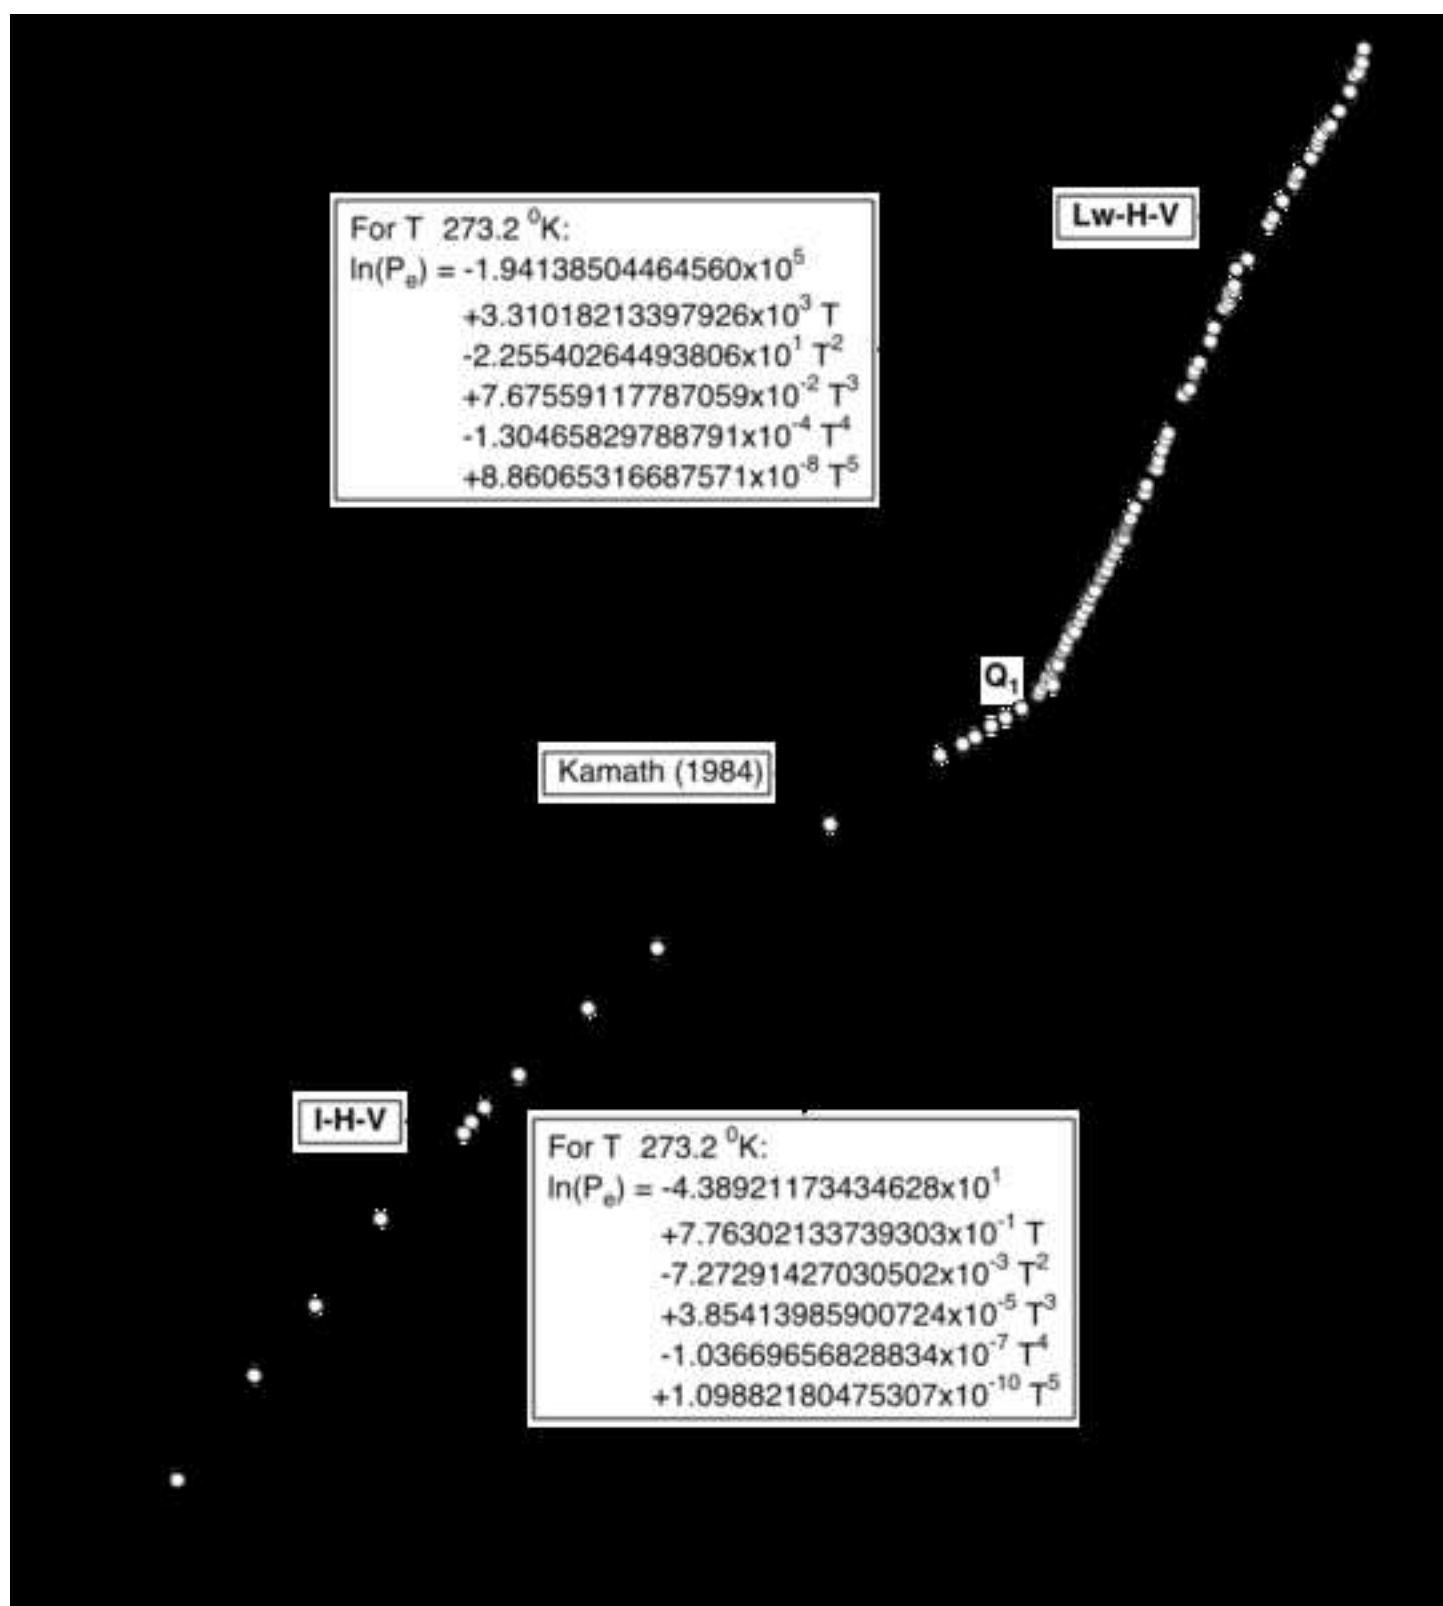 Lw-H-V
For T 273.2 ⁰K:
ln(Pₑ) = -1.94138504464560x10⁵
+3.31018213397926x10³ T
-2.25540264493806x10¹ T²
+7.67559117787059x10⁻² T³
-1.30465829788791x10⁻⁴ T⁴
+8.86065316687571x10⁻⁸ T⁵
Q₁
Kamath (1984)
I-H-V
For T 273.2 ⁰K:
ln(Pₑ) = -4.38921173434628x10¹
+7.76302133739303x10⁻¹ T
-7.27291427030502x10⁻³ T²
+3.85413985900724x10⁻⁵ T³
-1.03669656828834x10⁻⁷ T⁴
+1.09882180475307x10⁻¹⁰ T⁵